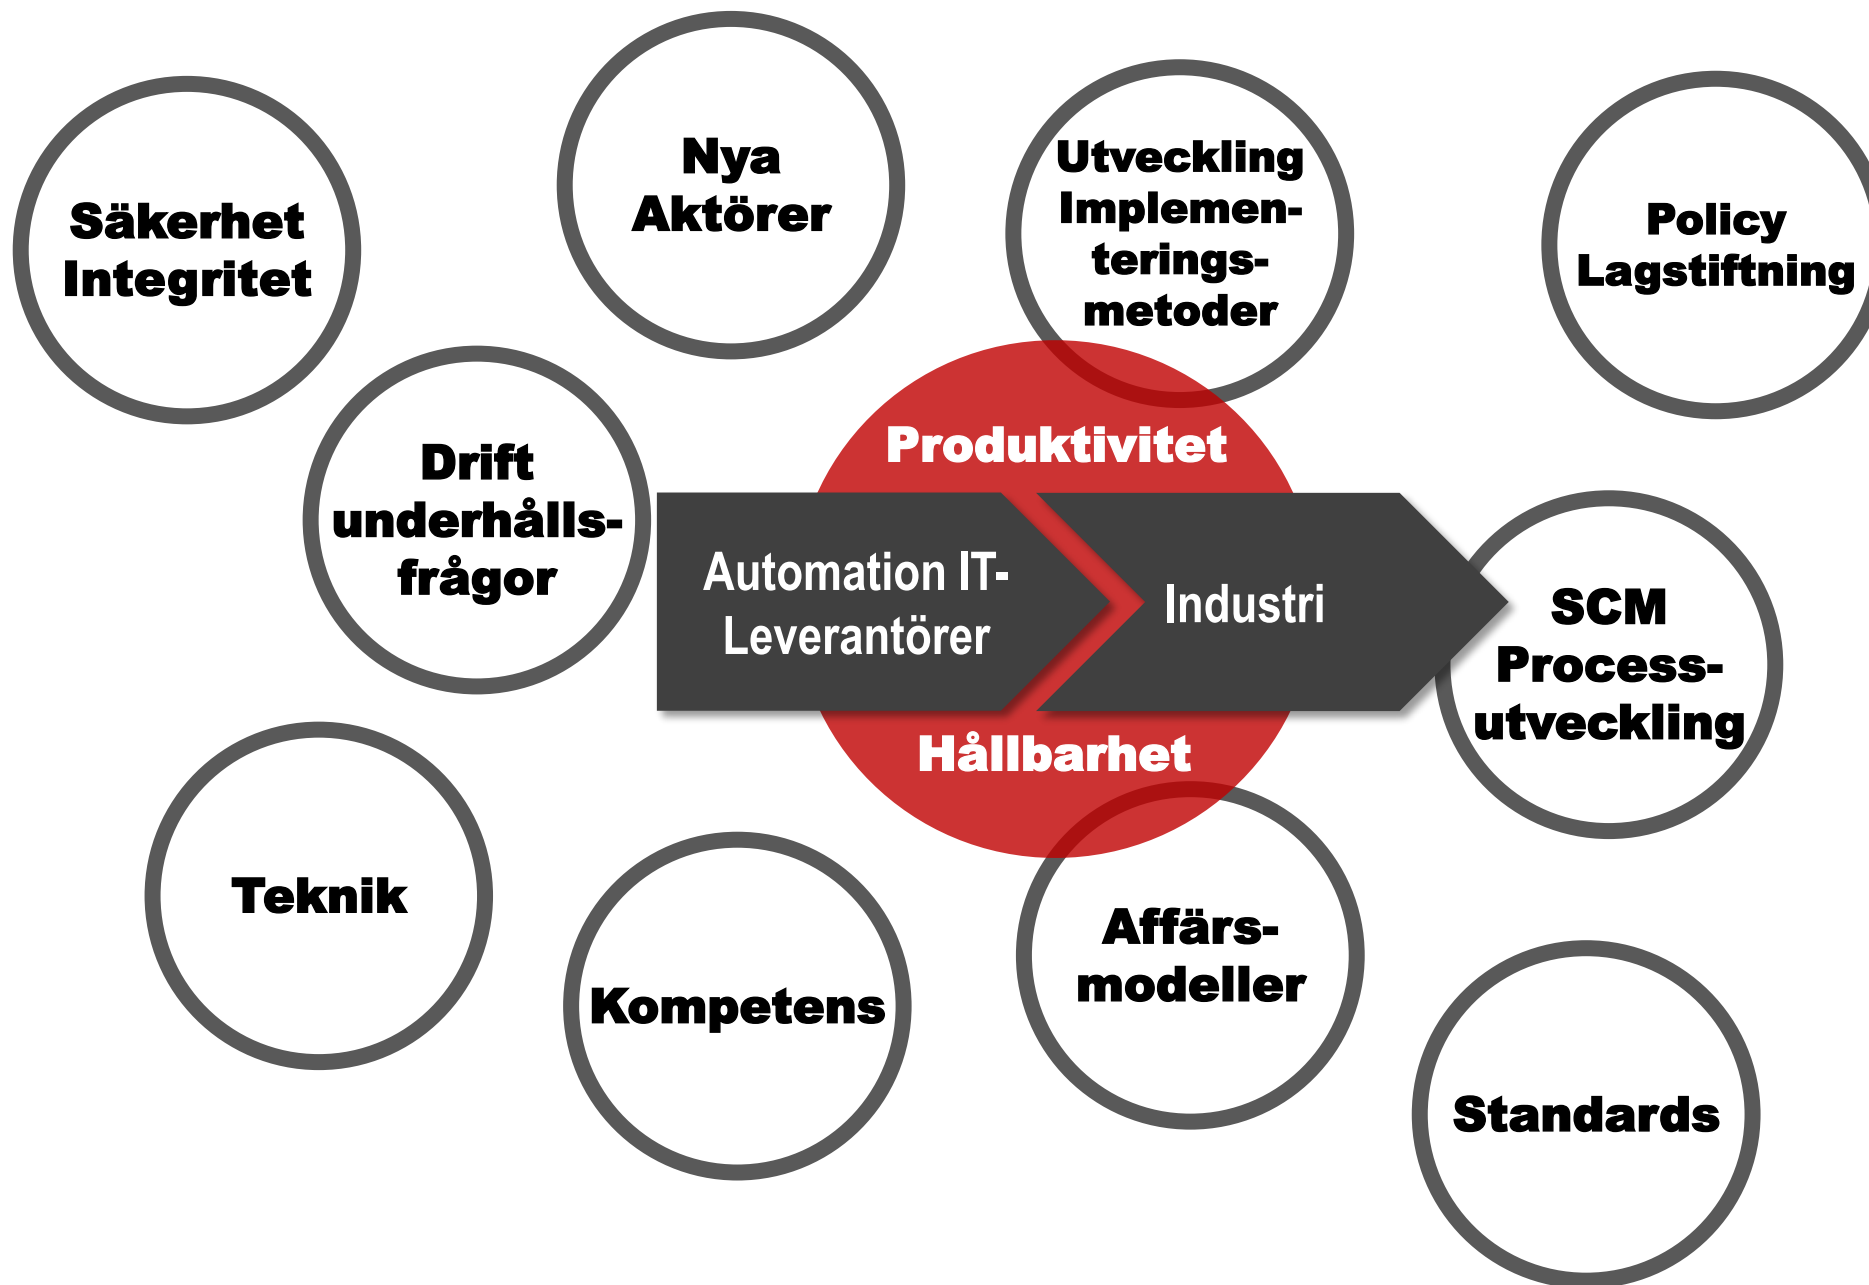 Nya
Aktörer
Utveckling
Implemen-
terings-
metoder
Säkerhet
Integritet
Policy
Lagstiftning
Drift
underhålls-
frågor
Produktivitet
Automation IT-
Leverantörer
Industri
SCM
Process-
utveckling
Hållbarhet
Teknik
Kompetens
Affärs-
modeller
Standards